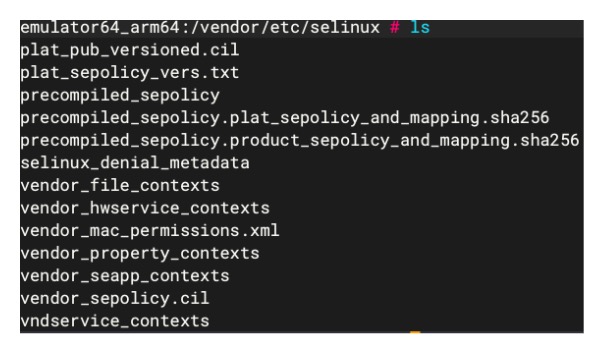 emulator64_arm64:/vendor/etc/selinux # ls
plat_pub_versioned.cil
plat_sepolicy_vers.txt
precompiled_sepolicy
precompiled_sepolicy.plat_sepolicy_and_mapping.sha256
precompiled_sepolicy.product_sepolicy_and_mapping.sha256
selinux_denial_metadata
vendor_file_contexts
vendor_hwservice_contexts
vendor_mac_permissions.xml
vendor_property_contexts
vendor_seapp_contexts
vendor_sepolicy.cil
vndservice_contexts